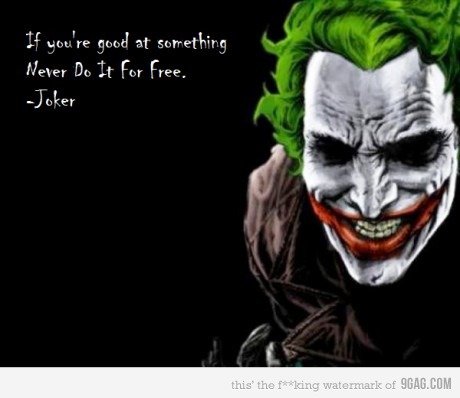 If you're good at something
Never Do It For Free.
-Joker
this' the f**king watermark of 9GAG.COM